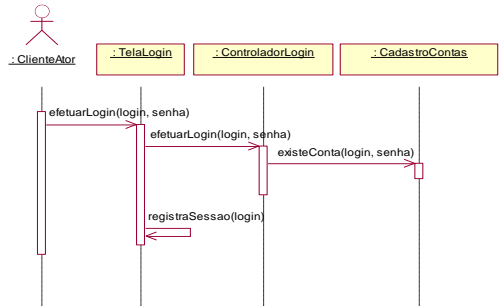 : ClienteAtor
: TelaLogin
: ControladorLogin
: CadastroContas
efetuarLogin(login, senha)
efetuarLogin(login, senha)
existeConta(login, senha)
registraSessao(login)